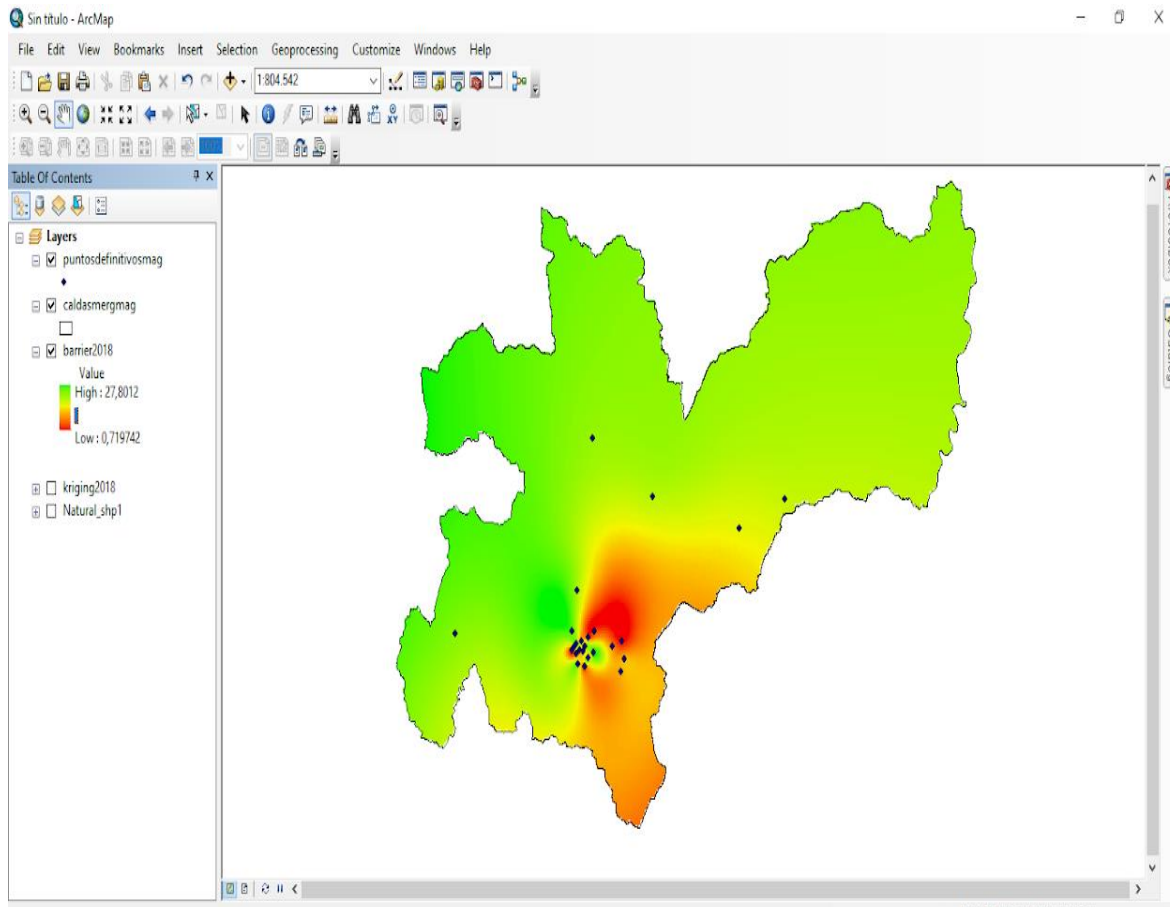 Sin título - ArcMap
File Edit View Bookmarks Insert Selection Geoprocessing Customize Windows Help
1:804.542
Table Of Contents
Layers
puntosdefinitivosmag
caldasmergmag
barrier2018
Value
High : 27,8012
Low : 0,719742
kriging2018
Natural_shp1